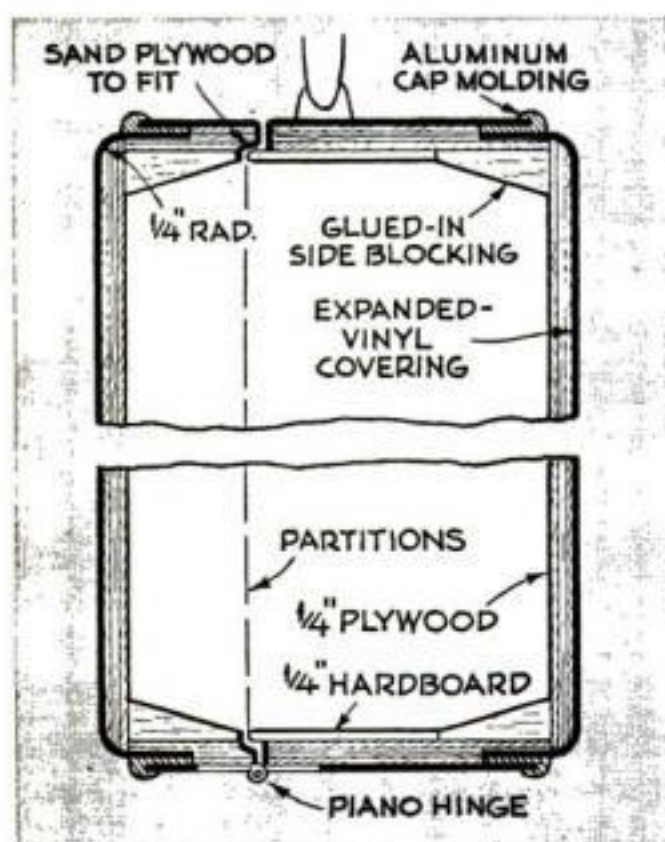 SAND PLYWOOD
TO FIT
ALUMINUM
CAP MOLDING
1/4" RAD.
GLUED-IN
SIDE BLOCKING
EXPANDED-
VINYL
COVERING
PARTITIONS
1/4" PLYWOOD
1/4" HARDBOARD
PIANO HINGE